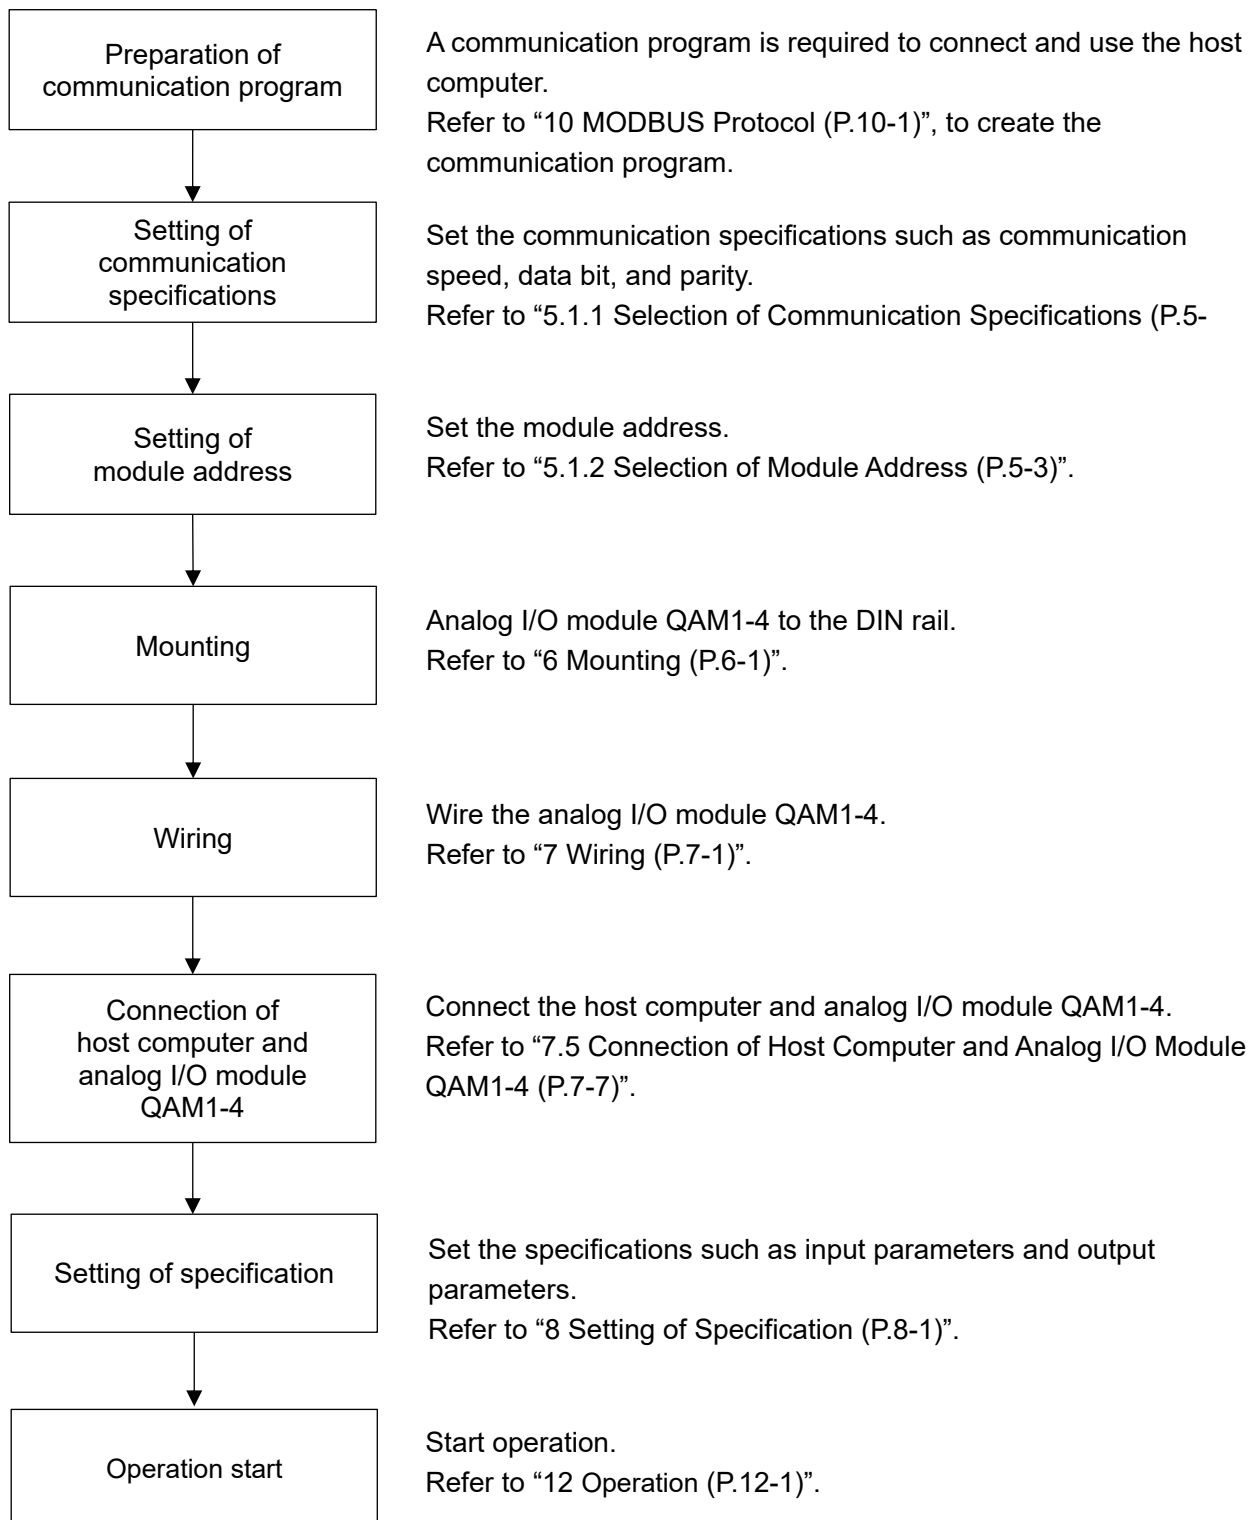 Preparation of
communication program
A communication program is required to connect and use the host
computer.
Refer to “10 MODBUS Protocol (P.10-1)”, to create the
communication program.
Setting of
communication
specifications
Set the communication specifications such as communication
speed, data bit, and parity.
Refer to “5.1.1 Selection of Communication Specifications (P.5-
Setting of
module address
Set the module address.
Refer to “5.1.2 Selection of Module Address (P.5-3)”.
Mounting
Analog I/O module QAM1-4 to the DIN rail.
Refer to “6 Mounting (P.6-1)”.
Wiring
Wire the analog I/O module QAM1-4.
Refer to “7 Wiring (P.7-1)”.
Connection of
host computer and
analog I/O module
QAM1-4
Connect the host computer and analog I/O module QAM1-4.
Refer to “7.5 Connection of Host Computer and Analog I/O Module
QAM1-4 (P.7-7)”.
Setting of specification
Set the specifications such as input parameters and output
parameters.
Refer to “8 Setting of Specification (P.8-1)”.
Operation start
Start operation.
Refer to “12 Operation (P.12-1)”.